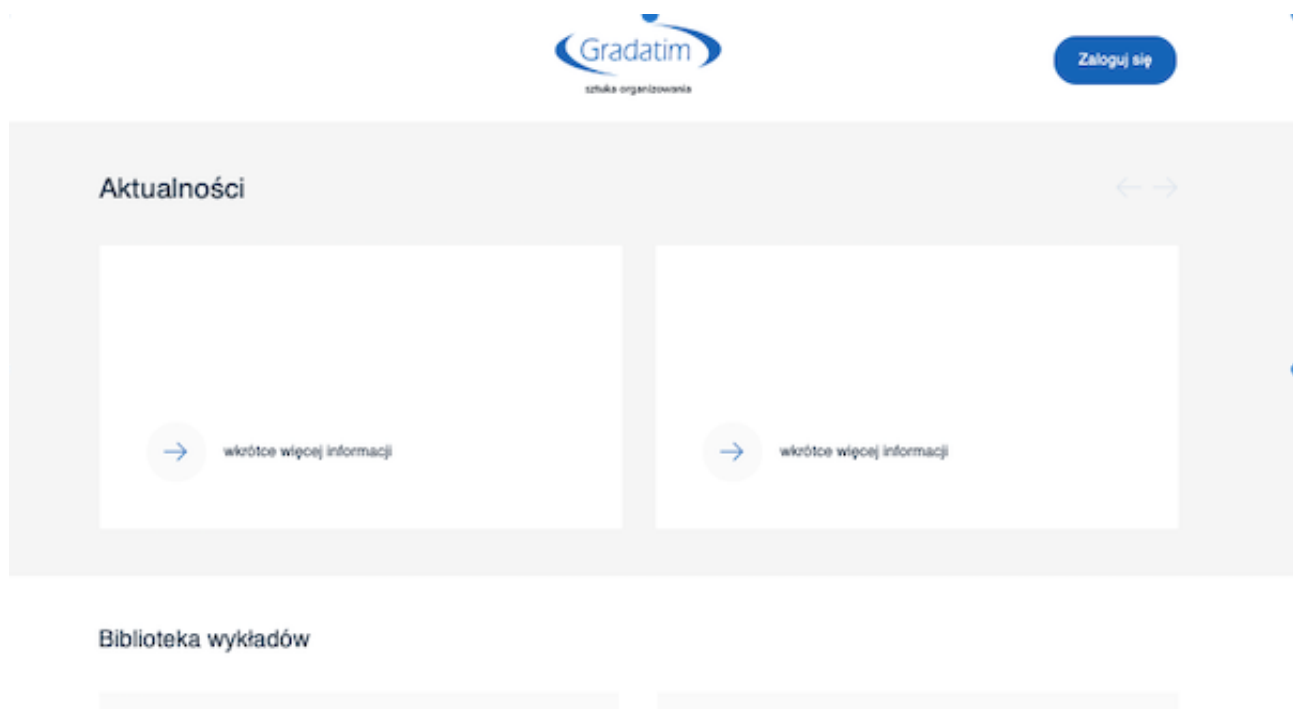 Gradatim
sztuka organizowania
Zaloguj się
Aktualności
wkrótce więcej informacji
wkrótce więcej informacji
Biblioteka wykładów